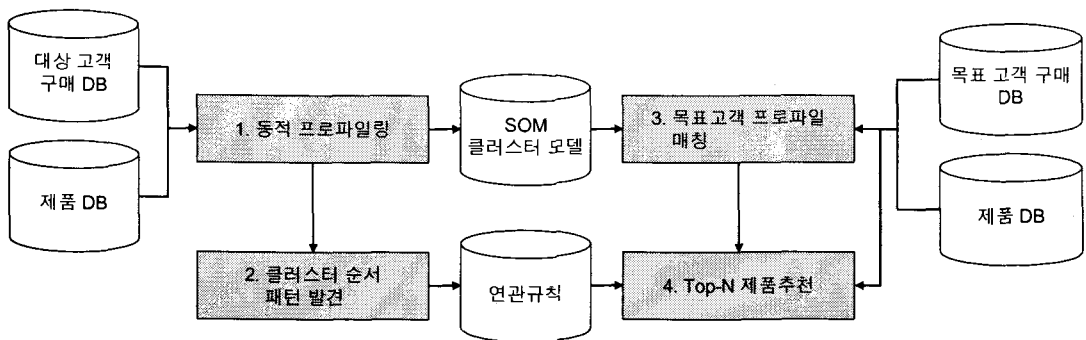 대상 고객
구매 DB
제품 DB
1. 동적 프로파일링
2. 클러스터 순서
패턴 발견
SOM
클러스터 모델
연관규칙
3. 목표고객 프로파일
매칭
4. Top-N 제품추천
목표 고객 구매
DB
제품 DB